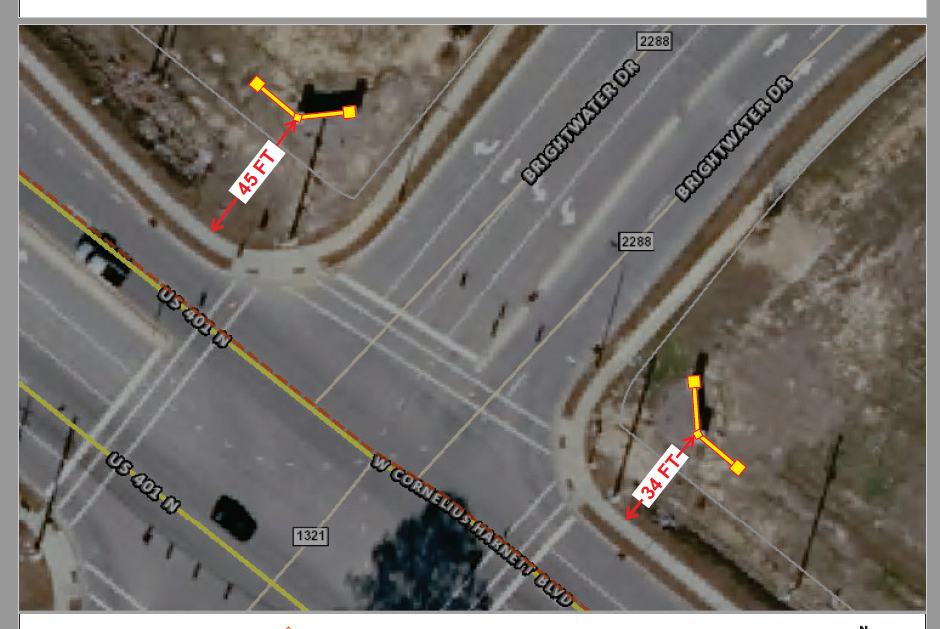 2288
BRIGHTWATER DR
BRIGHTWATER DR
45 FT
2288
US 401 N
34 FT
US 401 N
W CORNELIUS HARNETT BLVD
1321
N